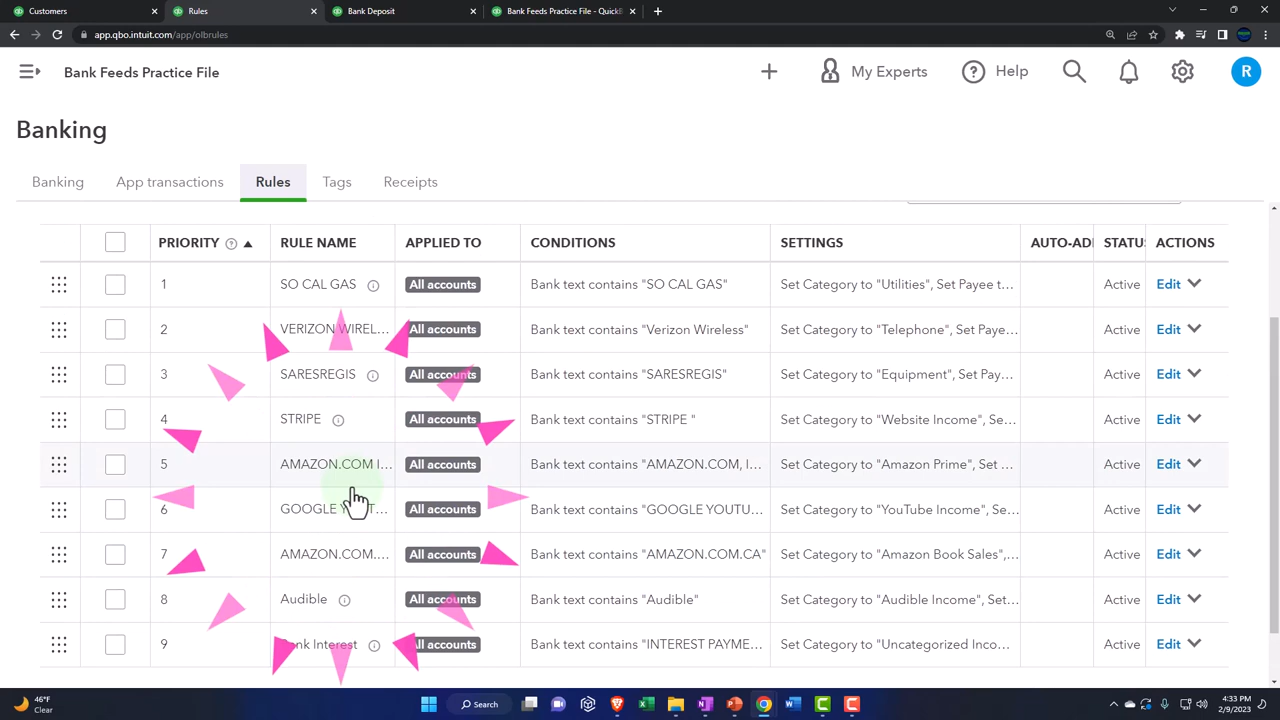 Customers
Rules
Bank Deposit
Bank Feeds Practice File - QuickB
app.qbo.intuit.com/app/olbrules
Bank Feeds Practice File
My Experts
Help
R
Banking
Banking
App transactions
Rules
Tags
Receipts
PRIORITY
RULE NAME
APPLIED TO
CONDITIONS
SETTINGS
AUTO-AD
STATU
ACTIONS
1 SO CAL GAS All accounts Bank text contains "SO CAL GAS" Set Category to "Utilities", Set Payee t... Active Edit
2 VERIZON WIREL... All accounts Bank text contains "Verizon Wireless" Set Category to "Telephone", Set Paye... Active Edit
3 SARESREGIS All accounts Bank text contains "SARESREGIS" Set Category to "Equipment", Set Pay... Active Edit
4 STRIPE All accounts Bank text contains "STRIPE " Set Category to "Website Income", Se... Active Edit
5 AMAZON.COM I... All accounts Bank text contains "AMAZON.COM, I... Set Category to "Amazon Prime", Set ... Active Edit
6 GOOGLE All accounts Bank text contains "GOOGLE YOUTU... Set Category to "YouTube Income", Se... Active Edit
7 AMAZON.COM.... All accounts Bank text contains "AMAZON.COM.CA" Set Category to "Amazon Book Sales", ... Active Edit
8 Audible All accounts Bank text contains "Audible" Set Category to "Audible Income", Set... Active Edit
9 Bank Interest All accounts Bank text contains "INTEREST PAYME... Set Category to "Uncategorized Inco... Active Edit
46°F
Clear
Search
4:33 PM
2/9/2023